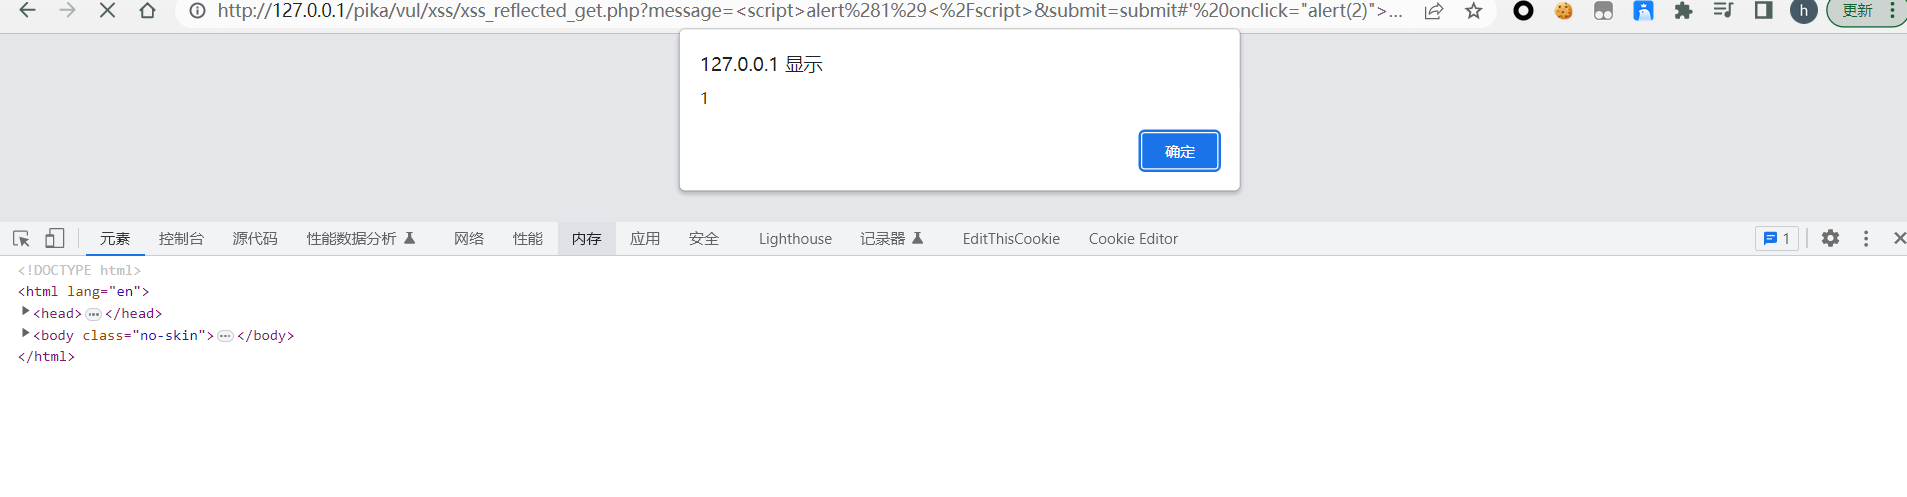 http://127.0.0.1/pika/vul/xss/xss_reflected_get.php?message=<script>alert%281%29<%2Fscript>&submit=submit#'%20onclick="alert(2)">... h 更新
127.0.0.1 显示
1
确定
元素 控制台 源代码 性能数据分析 网络 性能 内存 应用 安全 Lighthouse 记录器 EditThisCookie Cookie Editor 1
<!DOCTYPE html>
<html lang="en">
<head>…</head>
<body class="no-skin">…</body>
</html>